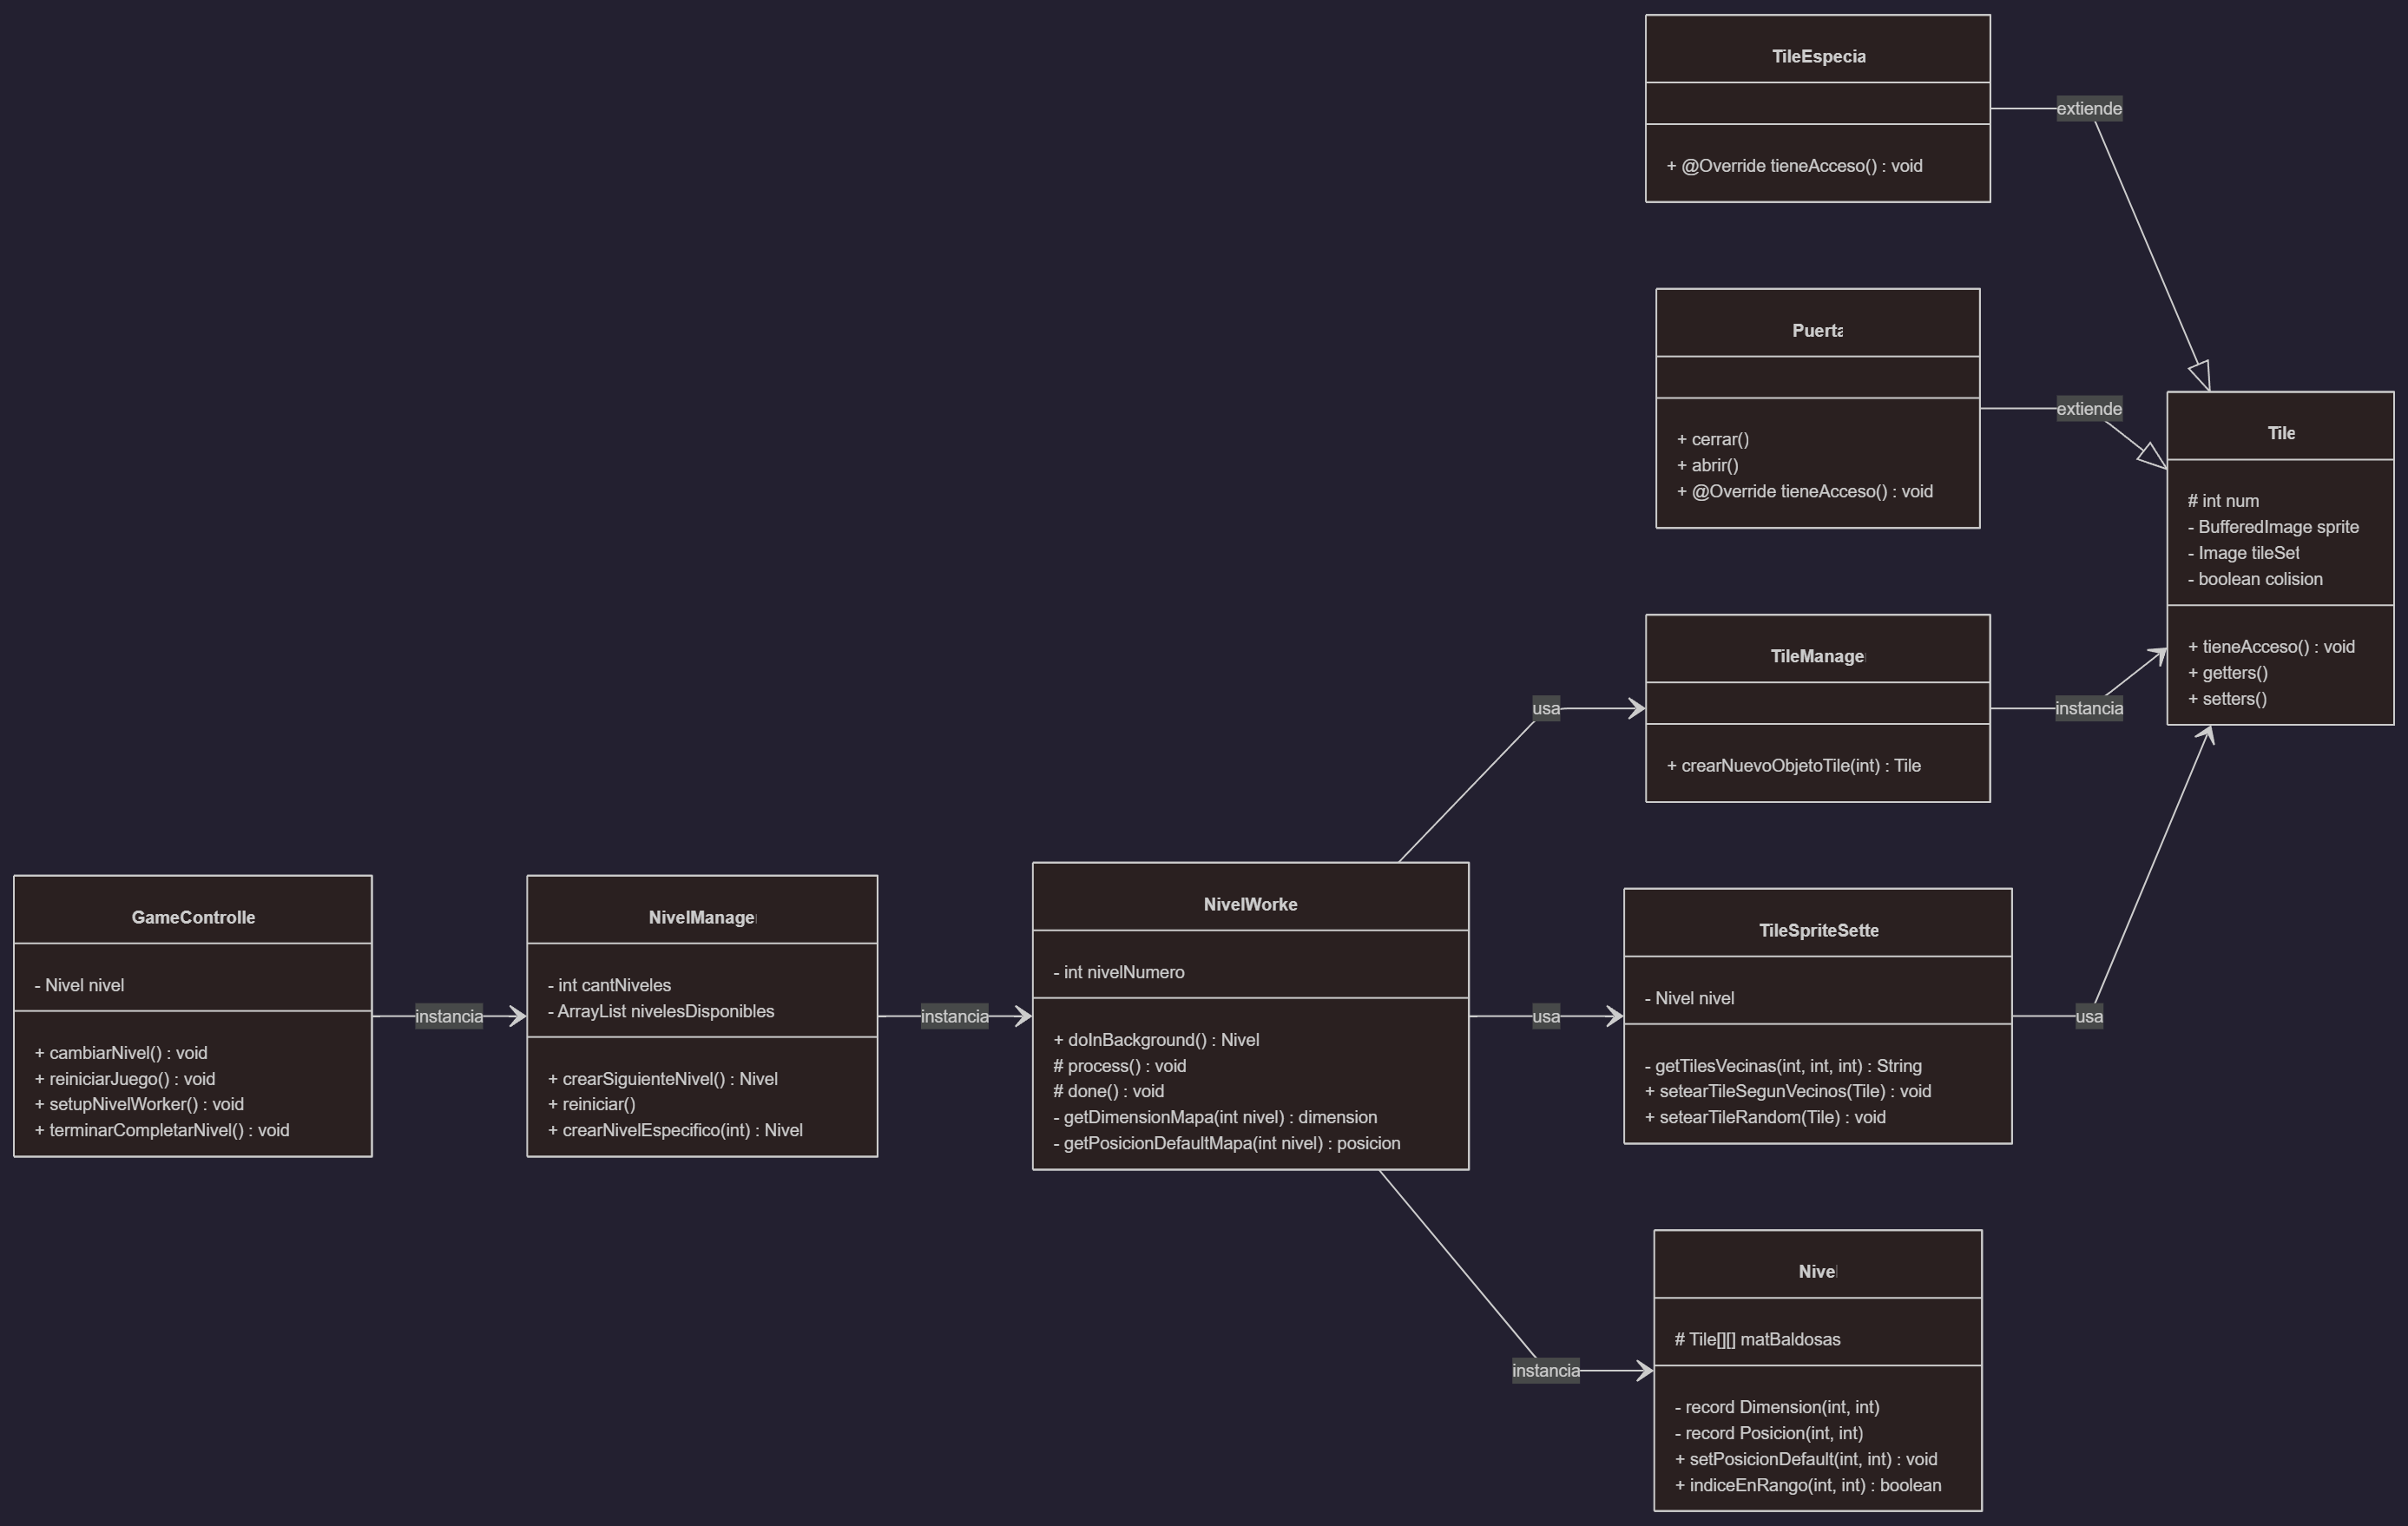 TileEspecia
+ @Override tieneAcceso() : void
extiende
Puerta
+ cerrar()
+ abrir()
+ @Override tieneAcceso() : void
extiende
Tile
# int num
- BufferedImage sprite
- Image tileSet
- boolean colision
+ tieneAcceso() : void
+ getters()
+ setters()
TileManage
+ crearNuevoObjetoTile(int) : Tile
usa
instancia
GameControlle
- Nivel nivel
+ cambiarNivel() : void
+ reiniciarJuego() : void
+ setupNivelWorker() : void
+ terminarCompletarNivel() : void
instancia
NivelManage
- int cantNiveles
- ArrayList nivelesDisponibles
+ crearSiguienteNivel() : Nivel
+ reiniciar()
+ crearNivelEspecifico(int) : Nivel
instancia
NivelWorke
- int nivelNumero
+ doInBackground() : Nivel
# process() : void
# done() : void
- getDimensionMapa(int nivel) : dimension
- getPosicionDefaultMapa(int nivel) : posicion
usa
TileSpriteSette
- Nivel nivel
- getTilesVecinas(int, int, int) : String
+ setearTileSegunVecinos(Tile) : void
+ setearTileRandom(Tile) : void
usa
instancia
Nive
# Tile[][] matBaldosas
- record Dimension(int, int)
- record Posicion(int, int)
+ setPosicionDefault(int, int) : void
+ indiceEnRango(int, int) : boolean